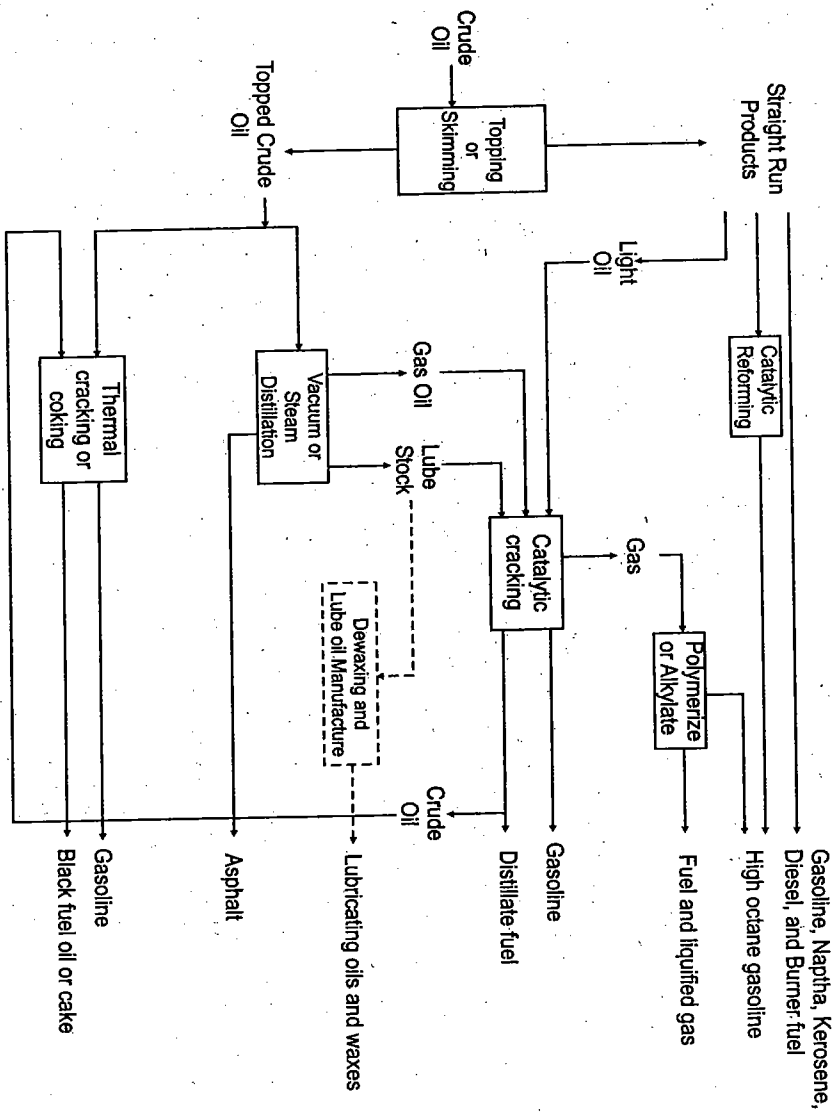 Crude
Oil
Topping
or
Skimming
Straight Run
Products
Topped Crude
Oil
Light
Oil
Catalytic
Reforming
Gas Oil
Lube
Stock
Vacuum or
Steam
Distillation
Thermal
cracking or
coking
Catalytic
cracking
Gas
Polymerize
or Alkylate
Dewaxing and
Lube oil Manufacture
Crude
Oil
Gasoline, Naptha, Kerosene,
Diesel, and Burner fuel
High octane gasoline
Fuel and liquified gas
Gasoline
Distillate fuel
Lubricating oils and waxes
Asphalt
Gasoline
Black fuel oil or cake